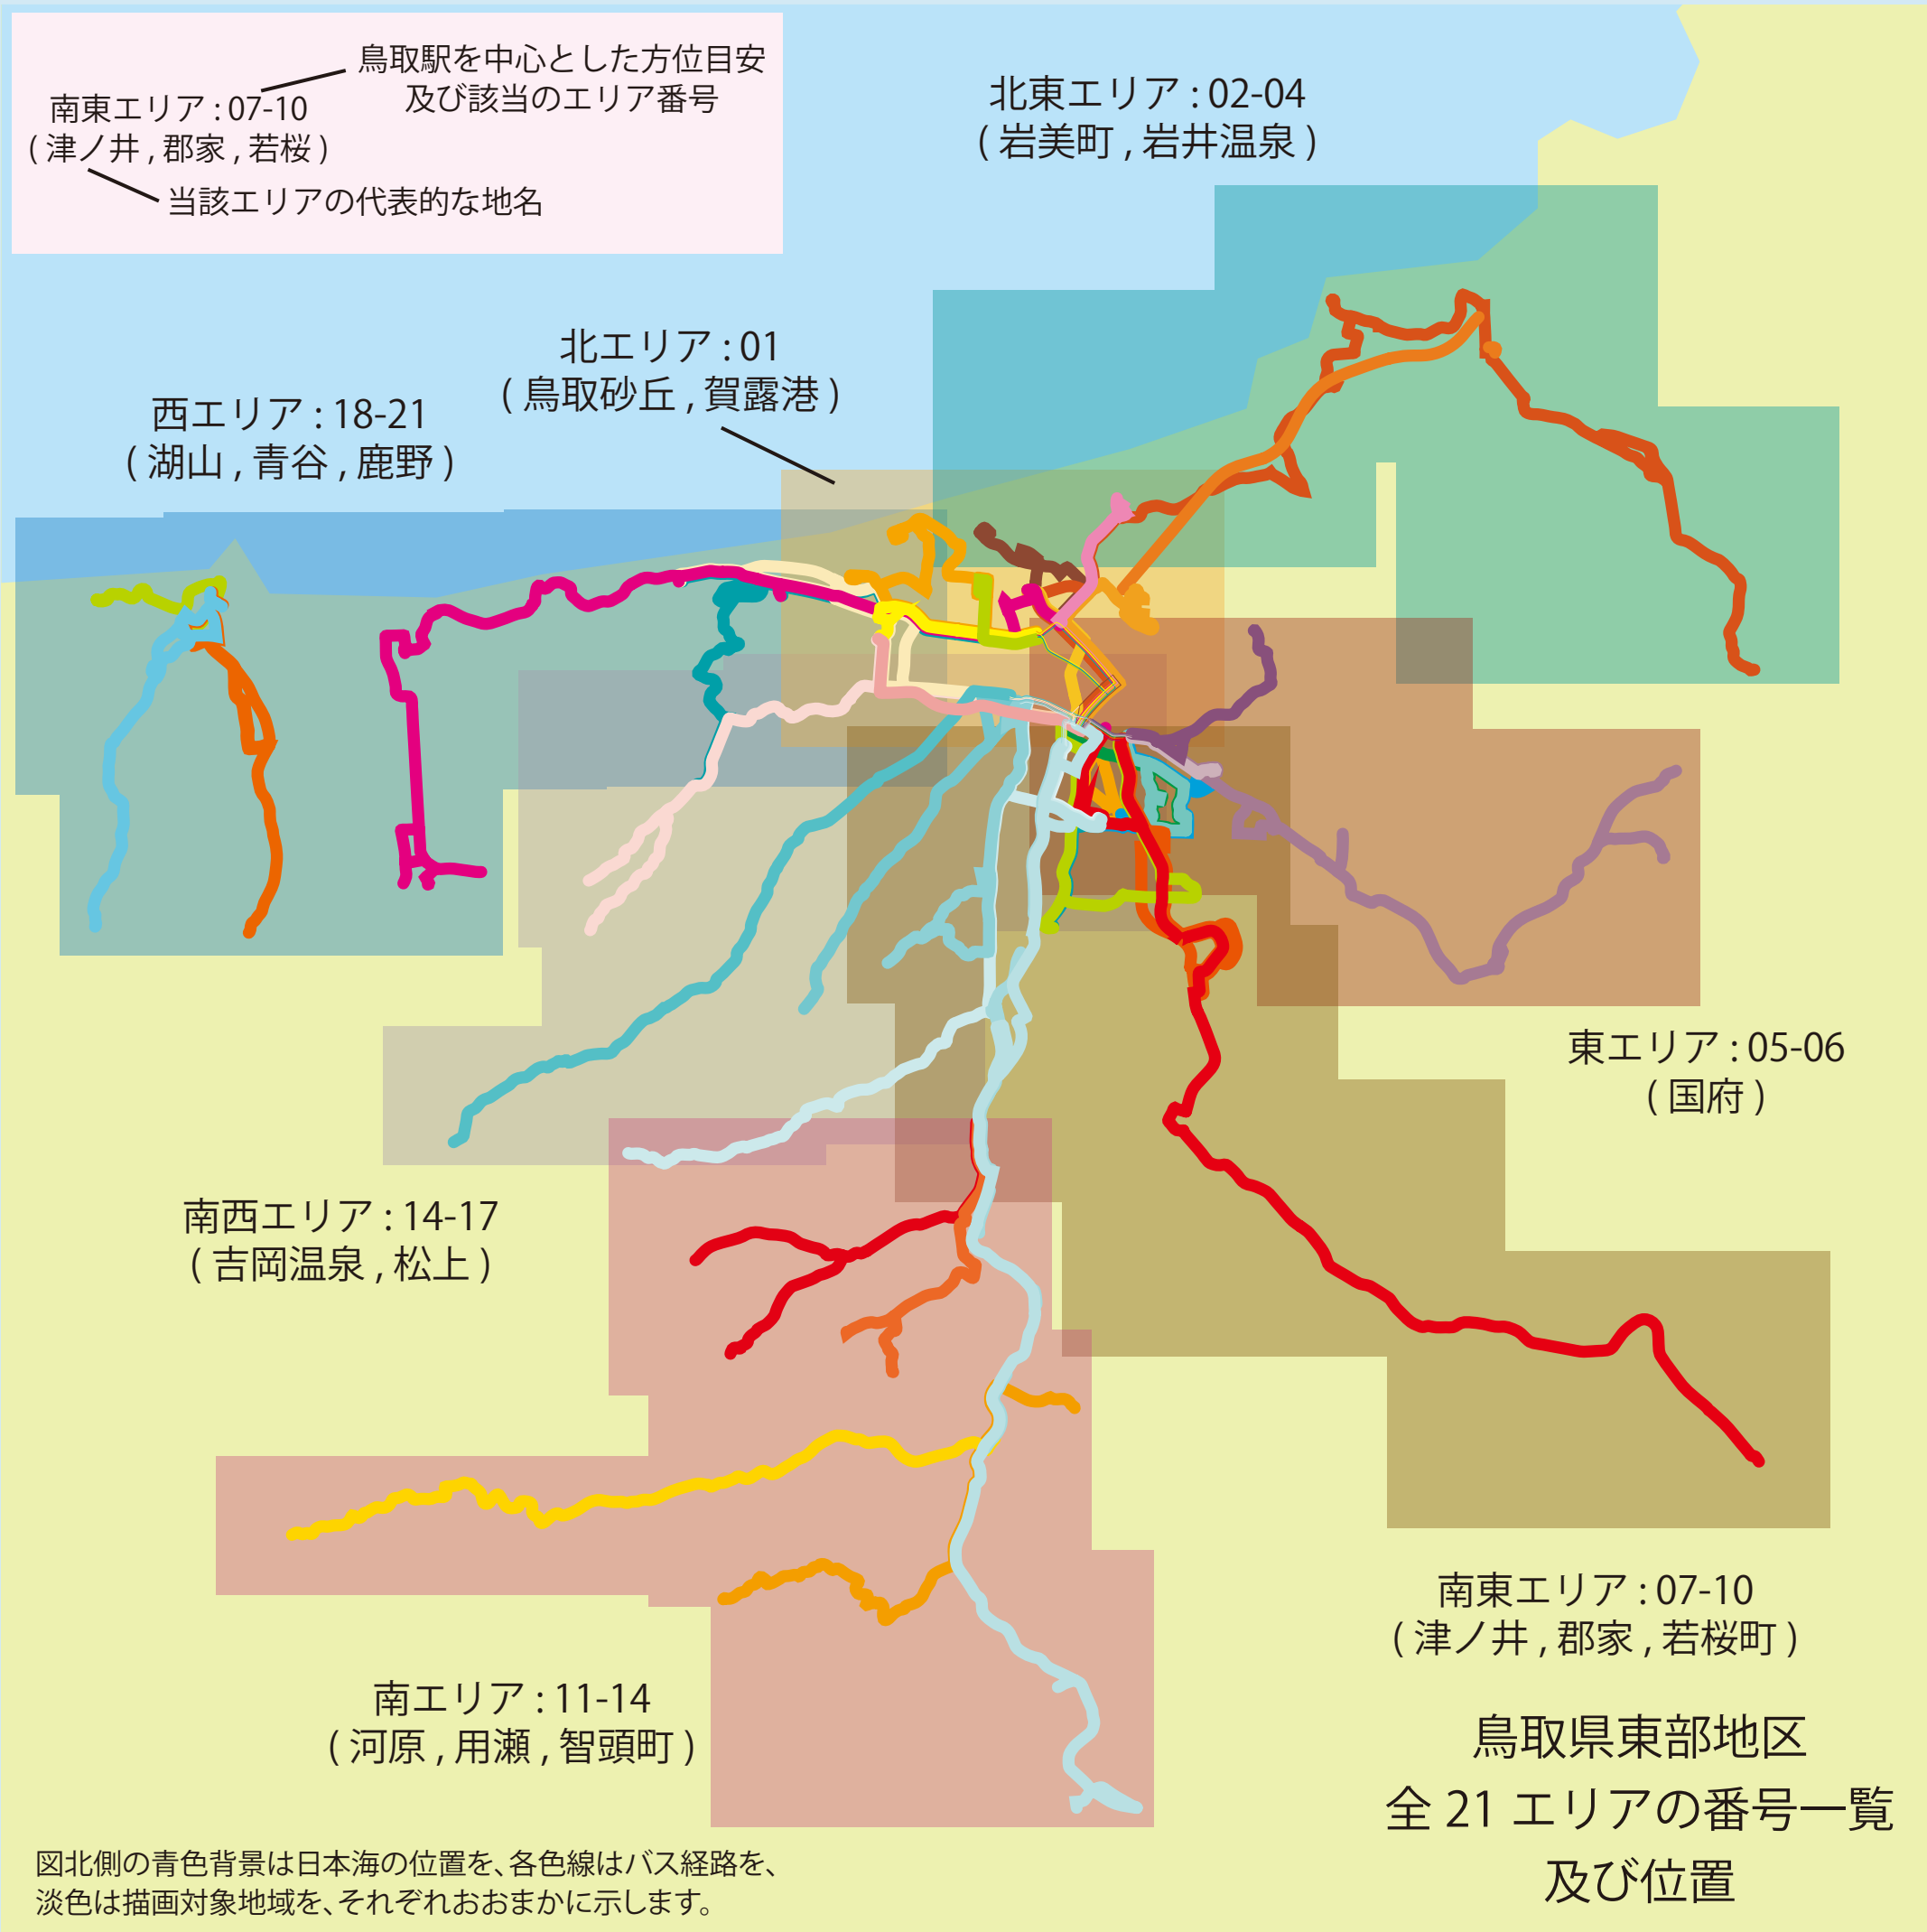 鳥取駅を中心とした方位目安
及び該当のエリア番号
南東エリア : 07-10
( 津ノ井 , 郡家 , 若桜 )
当該エリアの代表的な地名
北東エリア : 02-04
( 岩美町 , 岩井温泉 )
北エリア : 01
( 鳥取砂丘 , 賀露港 )
西エリア : 18-21
( 湖山 , 青谷 , 鹿野 )
東エリア : 05-06
( 国府 )
南西エリア : 14-17
( 吉岡温泉 , 松上 )
南東エリア : 07-10
( 津ノ井 , 郡家 , 若桜町 )
南エリア : 11-14
( 河原 , 用瀬 , 智頭町 )
鳥取県東部地区
全 21 エリアの番号一覧
及び位置
図北側の青色背景は日本海の位置を、各色線はバス経路を、
淡色は描画対象地域を、それぞれおおまかに示します。